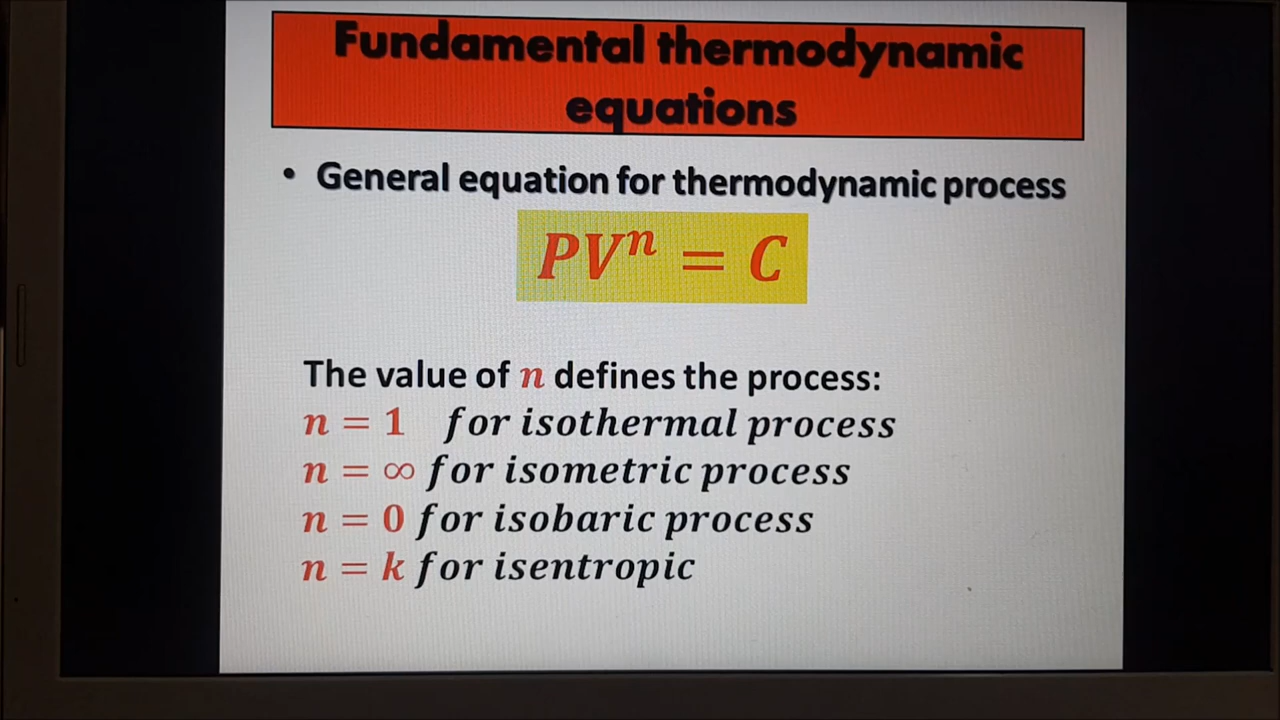 Fundamental thermodynamic
equations
• General equation for thermodynamic process
PVⁿ = C
The value of n defines the process:
n = 1 for isothermal process
n = ∞ for isometric process
n = 0 for isobaric process
n = k for isentropic